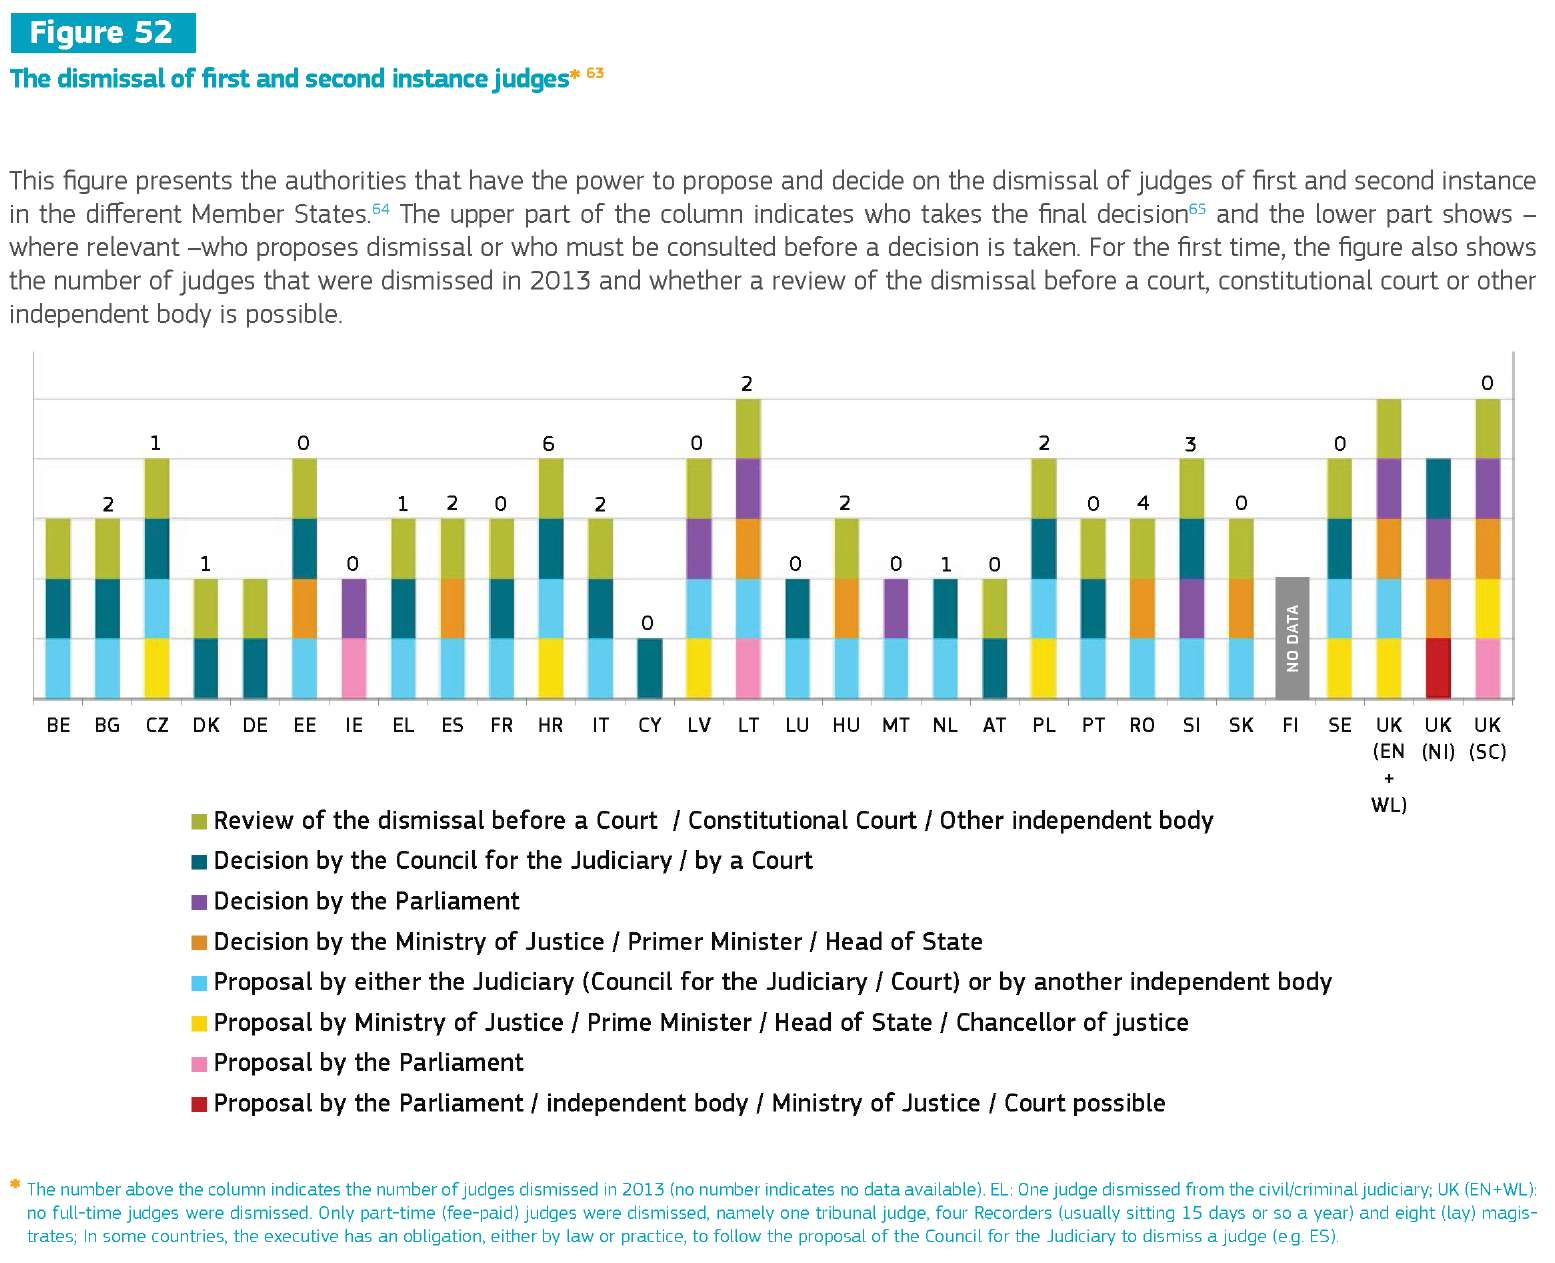 Figure 52
The dismissal of first and second instance judges* 63
This figure presents the authorities that have the power to propose and decide on the dismissal of judges of first and second instance
in the different Member States.64 The upper part of the column indicates who takes the final decision65 and the lower part shows –
where relevant –who proposes dismissal or who must be consulted before a decision is taken. For the first time, the figure also shows
the number of judges that were dismissed in 2013 and whether a review of the dismissal before a court, constitutional court or other
independent body is possible.
2 0
1 0 6 0 2 3 0
2 1 2 0 2 2 0 4 0
1 0 0 0 1 0
0
NO DATA
BE BG CZ DK DE EE IE EL ES FR HR IT CY LV LT LU HU MT NL AT PL PT RO SI SK FI SE UK UK UK
(EN (NI) (SC)
+
WL)
Review of the dismissal before a Court / Constitutional Court / Other independent body
Decision by the Council for the Judiciary / by a Court
Decision by the Parliament
Decision by the Ministry of Justice / Primer Minister / Head of State
Proposal by either the Judiciary (Council for the Judiciary / Court) or by another independent body
Proposal by Ministry of Justice / Prime Minister / Head of State / Chancellor of justice
Proposal by the Parliament
Proposal by the Parliament / independent body / Ministry of Justice / Court possible
* The number above the column indicates the number of judges dismissed in 2013 (no number indicates no data available). EL: One judge dismissed from the civil/criminal judiciary; UK (EN+WL):
no full-time judges were dismissed. Only part-time (fee-paid) judges were dismissed, namely one tribunal judge, four Recorders (usually sitting 15 days or so a year) and eight (lay) magis-
trates; In some countries, the executive has an obligation, either by law or practice, to follow the proposal of the Council for the Judiciary to dismiss a judge (e.g. ES).